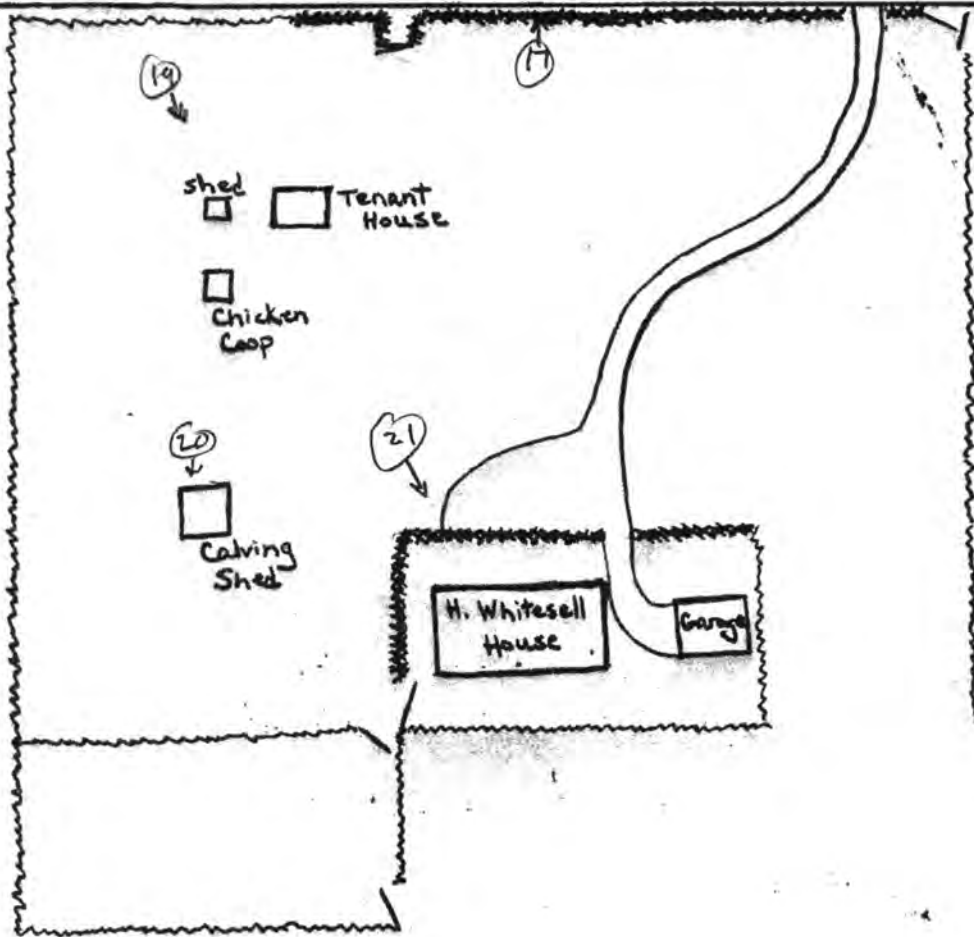 19
17
shed
Tenant
House
Chicken
Coop
20
21
Calving
Shed
H. Whitesell
House
Garage